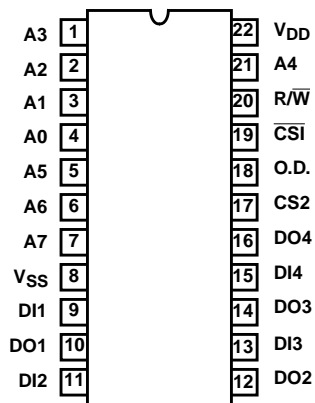 A3 1 22 VDD
A2 2 21 A4
A1 3 20 R/W̅
A0 4 19 C̅S̅I̅
A5 5 18 O.D.
A6 6 17 CS2
A7 7 16 DO4
VSS 8 15 DI4
DI1 9 14 DO3
DO1 10 13 DI3
DI2 11 12 DO2